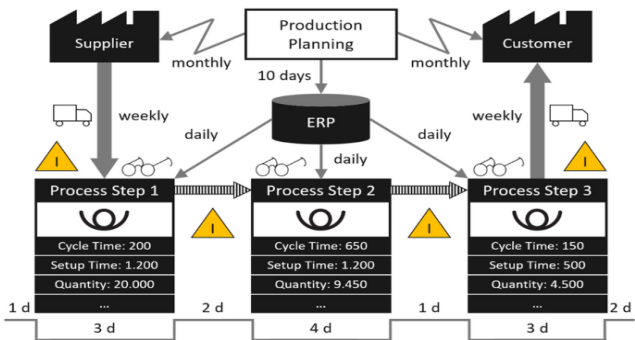 Supplier
Production
Planning
Customer
monthly
monthly
10 days
ERP
weekly
weekly
daily
daily
daily
I
I
Process Step 1
Process Step 2
Process Step 3
I
I
Cycle Time: 200
Cycle Time: 650
Cycle Time: 150
Setup Time: 1.200
Setup Time: 1.200
Setup Time: 500
Quantity: 20.000
Quantity: 9.450
Quantity: 4.500
...
...
...
1 d
3 d
2 d
4 d
1 d
3 d
2 d